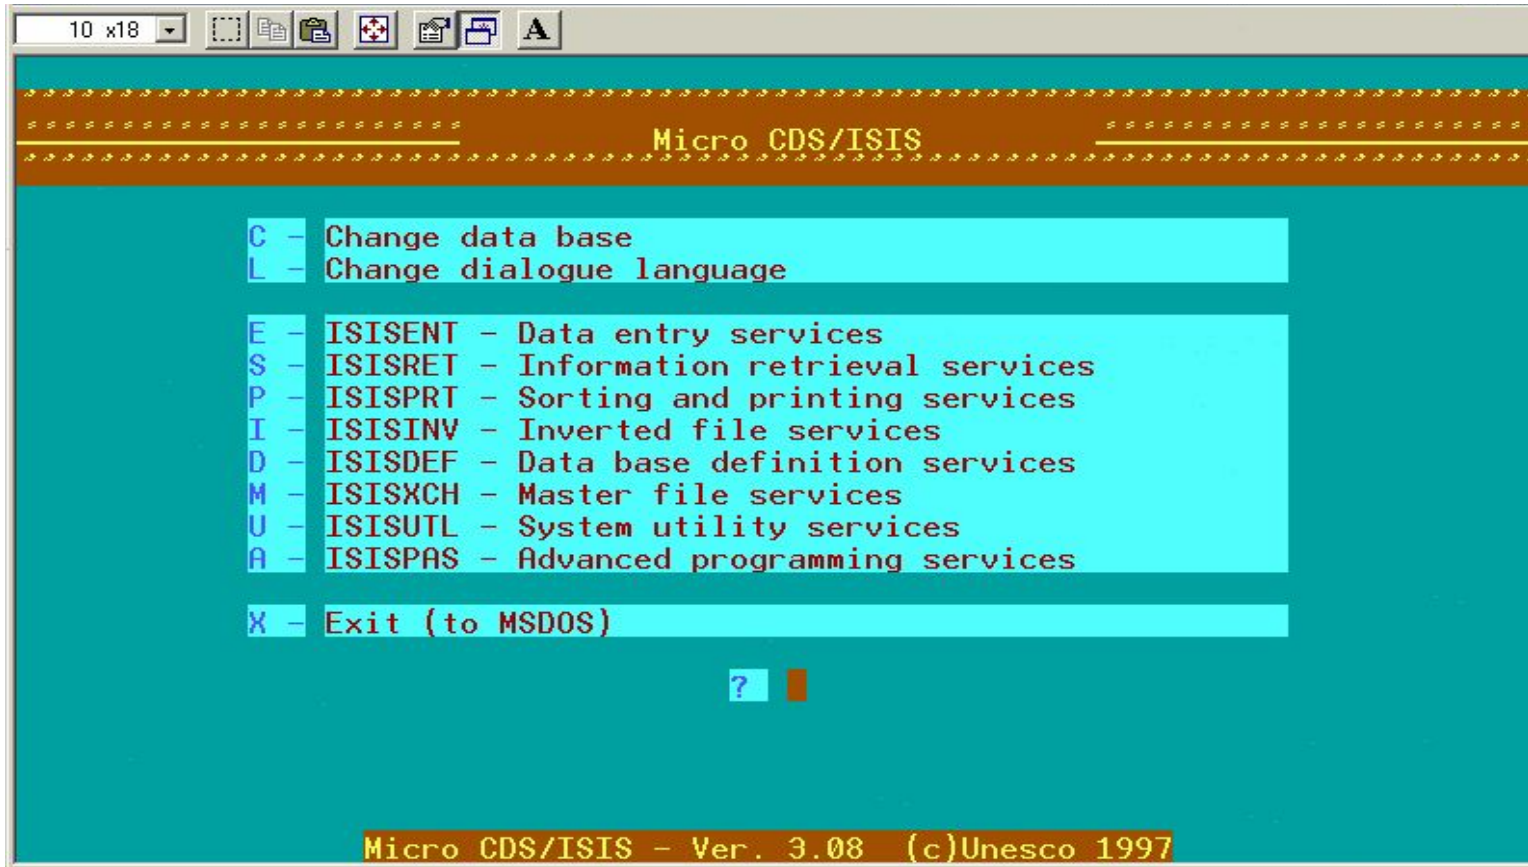 10 x18
A
Micro CDS/ISIS
C - Change data base
L - Change dialogue language
E - ISISENT - Data entry services
S - ISISRET - Information retrieval services
P - ISISPRT - Sorting and printing services
I - ISISINV - Inverted file services
D - ISISDEF - Data base definition services
M - ISISXCH - Master file services
U - ISISUTL - System utility services
A - ISISPAS - Advanced programming services
X - Exit (to MSDOS)
?
Micro CDS/ISIS - Ver. 3.08 (c)Unesco 1997